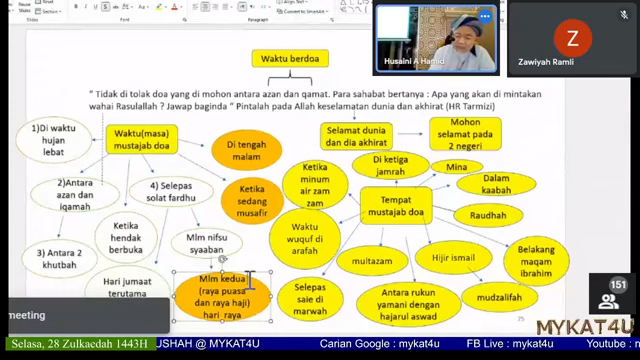 Waktu berdoa
Husaini A Hamid
Z
Zawiyah Ramli
" Tidak di tolak doa yang di mohon antara azan dan qamat. Para sahabat bertanya : Apa yang akan di mintakan
wahai Rasulallah ? Jawap baginda " Pintalah pada Allah keselamatan dunia dan akhirat (HR Tarmizi)
1)Di waktu
hujan
lebat
Waktu(masa)
mustajab doa
Di tengah
malam
Selamat dunia
dan dia akhirat
Mohon
selamat pada
2 negeri
2)Antara
azan dan
iqamah
4) Selepas
solat fardhu
Ketika
sedang
musafir
Ketika
minum
air zam
zam
Di ketiga
jamrah
Mina
Dalam
kaabah
Tempat
mustajab doa
Raudhah
Ketika
hendak
berbuka
Mlm nifsu
syaaban
Waktu
wuquf di
arafah
3) Antara 2
khutbah
multazam
Hijir ismail
Belakang
maqam
ibrahim
Hari jumaat
terutama
Mlm kedua
(raya puasa
dan raya haji)
hari raya
Selepas
saie di
marwah
Antara rukun
yamani dengan
hajarul aswad
mudzalifah
151
meeting
25
MYKAT4U
Selasa, 28 Zulkaedah 1443H
USHAH @ MYKAT4U
Carian Google : mykat4u
FB Live : mykat4u
Youtube : m